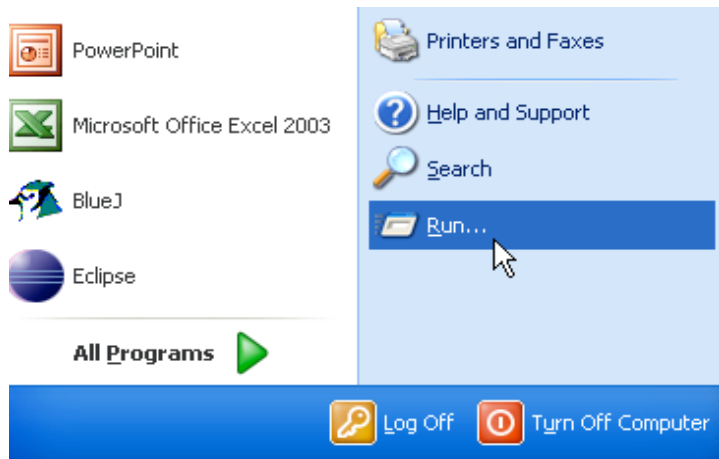 PowerPoint
Microsoft Office Excel 2003
BlueJ
Eclipse
All Programs
Printers and Faxes
Help and Support
Search
Run...
Log Off
Turn Off Computer